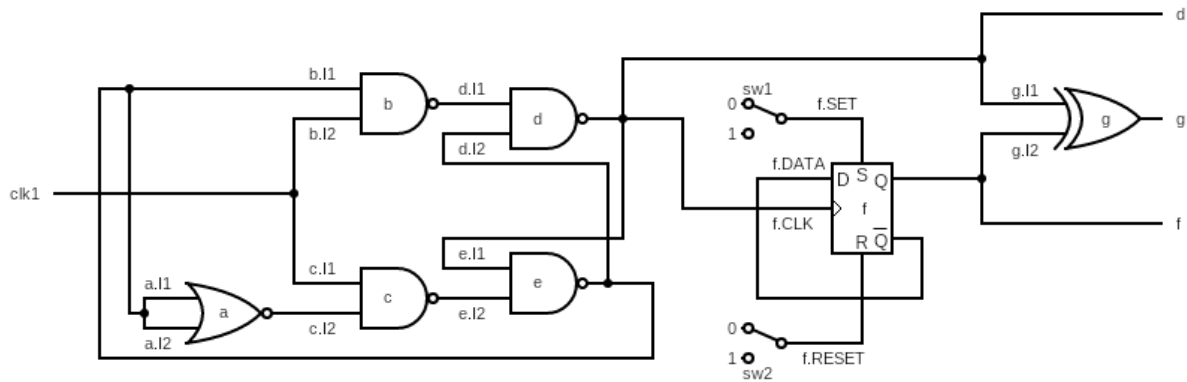 d
b.I1
d.I1
sw1
g.I1
0
f.SET
b
d
g
g
b.I2
d.I2
1
g.I2
f.DATA
D
S
Q
clk1
f
f.CLK
f
R
Q̅
c.I1
e.I1
a.I1
c
e
a
c.I2
e.I2
0
a.I2
1
f.RESET
sw2